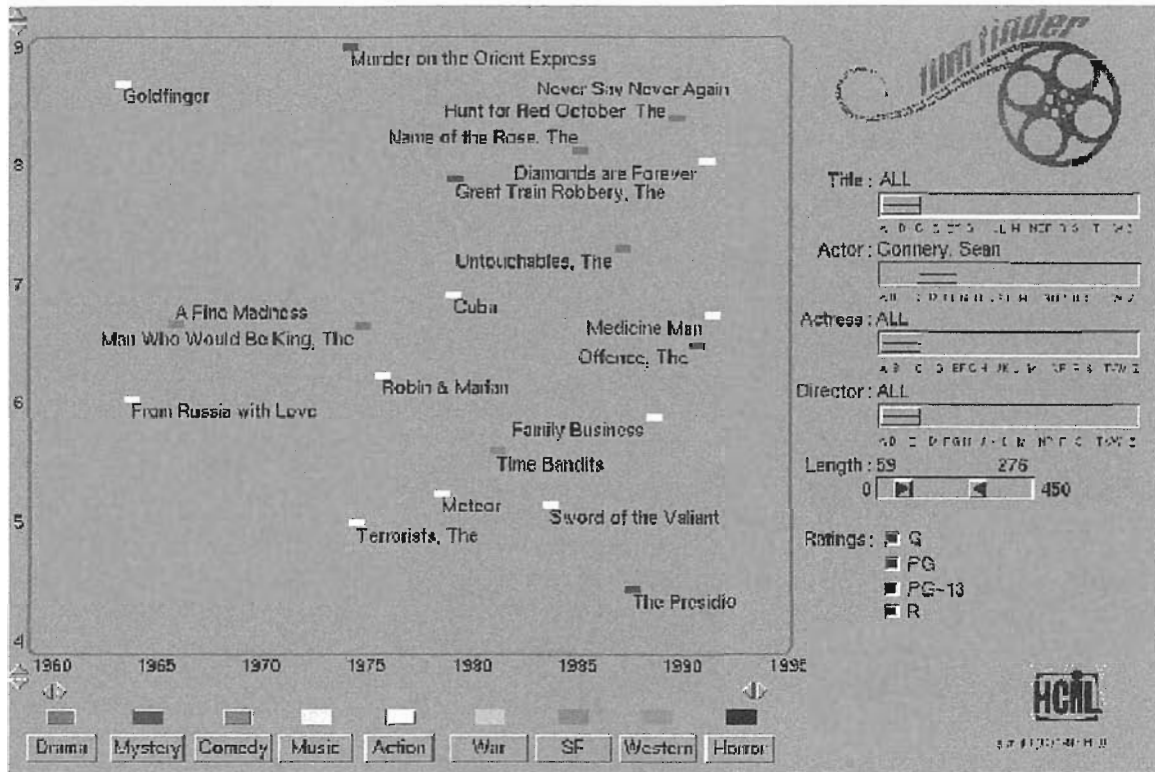 film finder
9
Murder on the Orient Express
Goldfinger
Never Say Never Again
Hunt for Red October, The
Name of the Rose, The
8
Diamonds are Forever
Great Train Robbery, The
Untouchables, The
7
Cuba
A Fine Madness
Man Who Would Be King, The
Medicine Man
Offence, The
Robin & Marian
6
From Russia with Love
Family Business
Time Bandits
Meteor
Sword of the Valiant
5
Terrorists, The
The Presidio
4
1960 1965 1970 1975 1980 1985 1990 1995
Drama Mystery Comedy Music Action War SF Western Horror
Title : ALL
Actor : Connery, Sean
Actress : ALL
Director : ALL
Length : 59 276
0 450
Ratings : G
PG
PG-13
R
HCIL